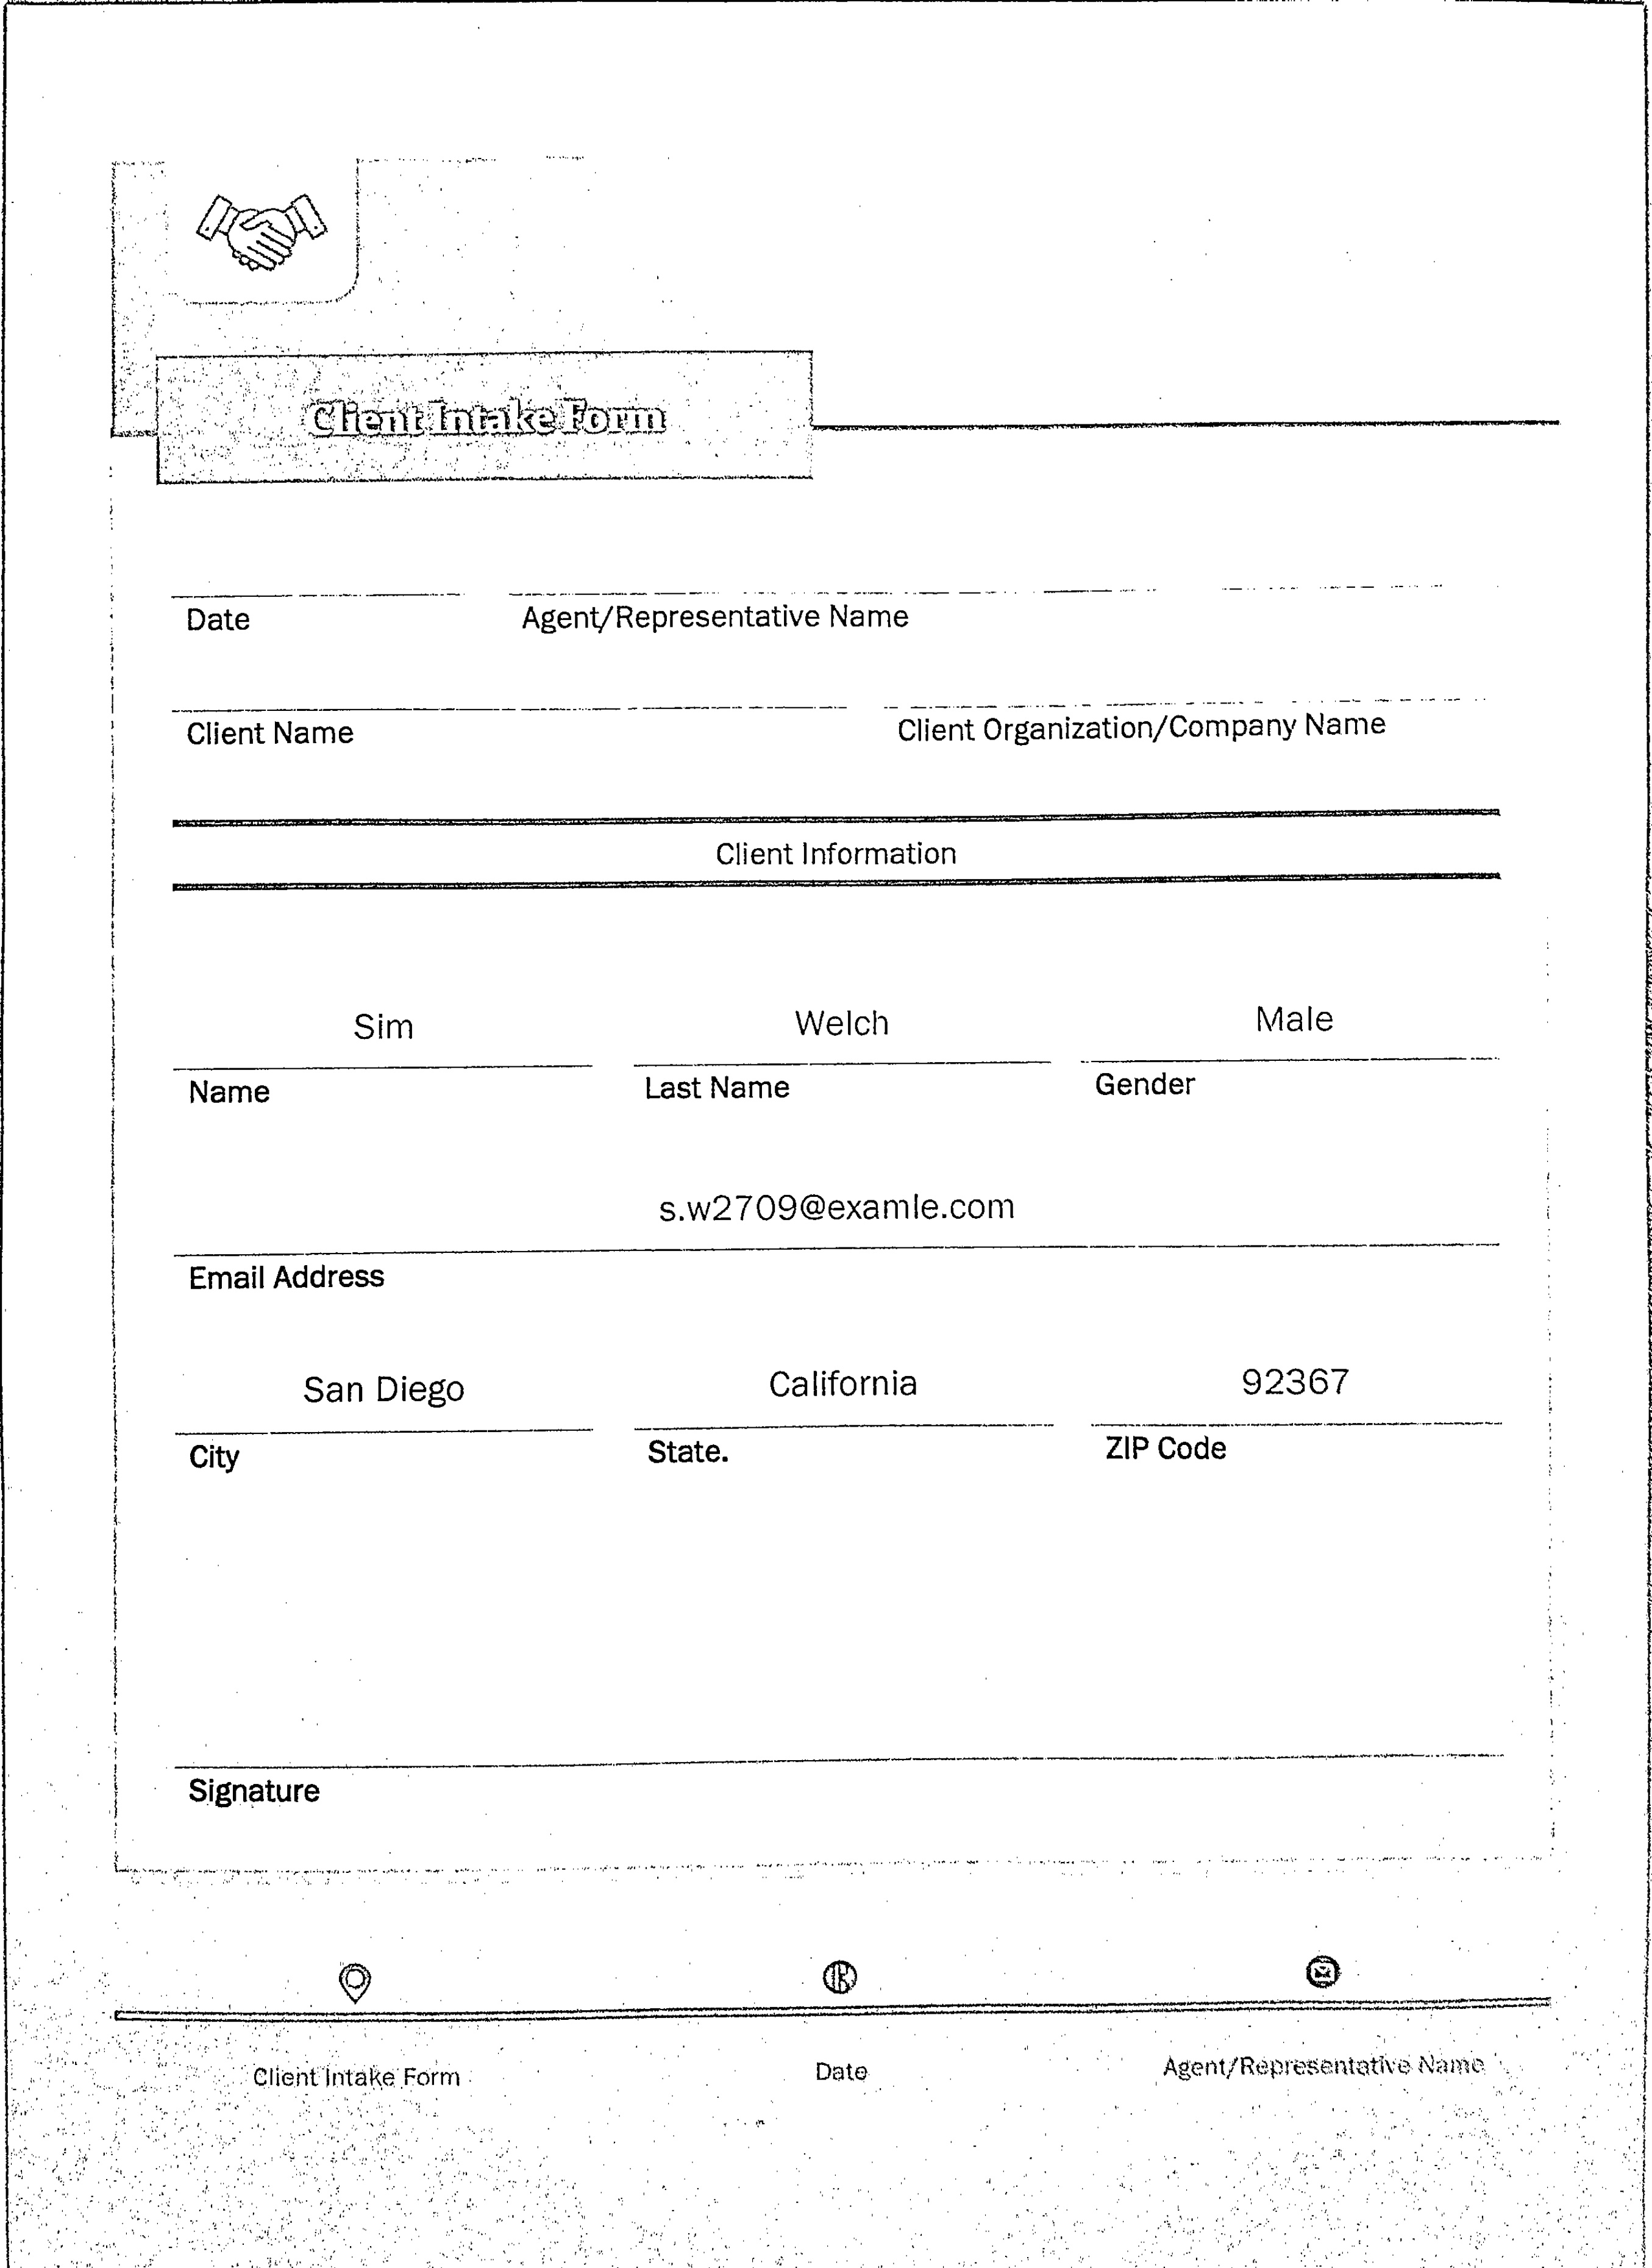 Client Intake Form
Date Agent/Representative Name
Client Name Client Organization/Company Name
Client Information
Sim Welch Male
Name Last Name Gender
s.w2709@examle.com
Email Address
San Diego California 92367
City State. ZIP Code
Signature
Client Intake Form Date Agent/Representative Name